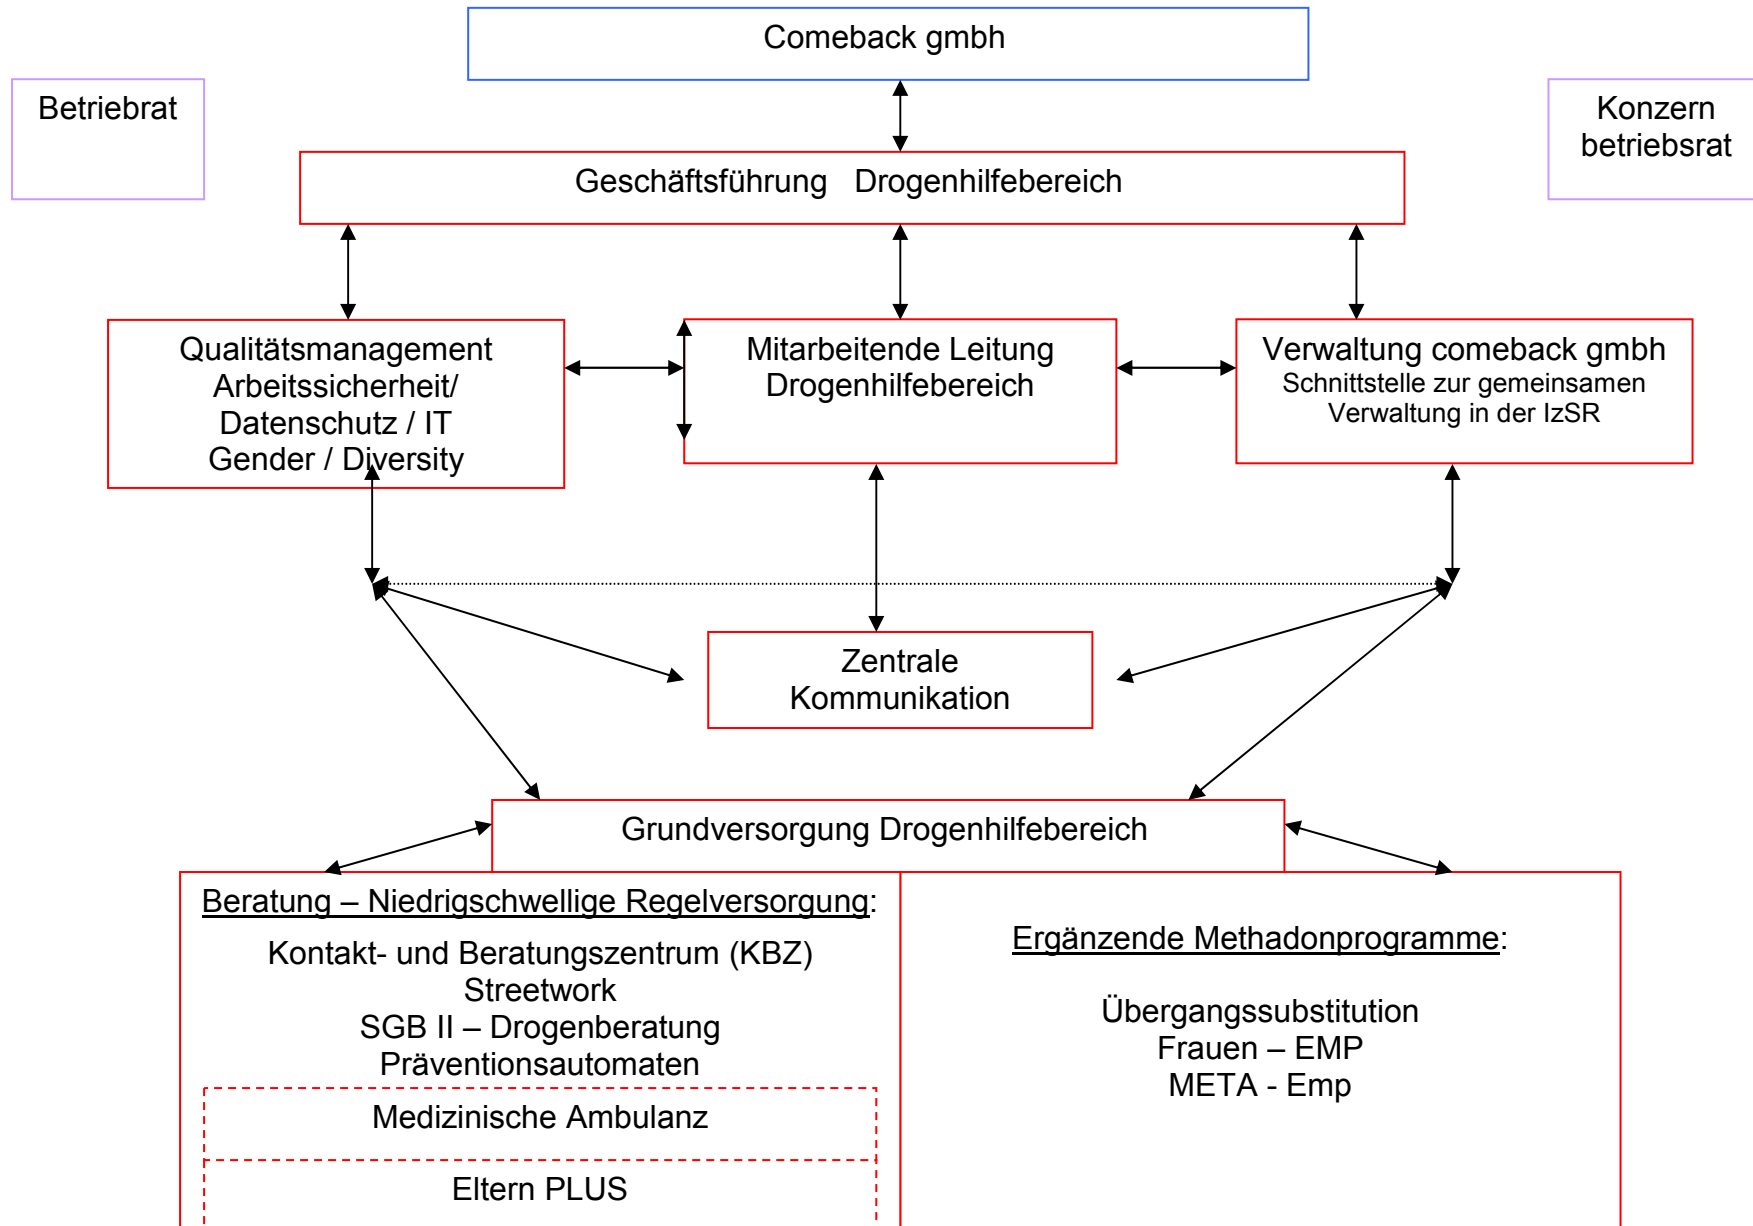 Comeback gmbh
Betriebrat
Konzern
betriebsrat
Geschäftsführung Drogenhilfebereich
Qualitätsmanagement
Arbeitssicherheit/
Datenschutz / IT
Gender / Diversity
Mitarbeitende Leitung
Drogenhilfebereich
Verwaltung comeback gmbh
Schnittstelle zur gemeinsamen
Verwaltung in der IzSR
Zentrale
Kommunikation
Grundversorgung Drogenhilfebereich
Beratung – Niedrigschwellige Regelversorgung:
Kontakt- und Beratungszentrum (KBZ)
Streetwork
SGB II – Drogenberatung
Präventionsautomaten
Medizinische Ambulanz
Eltern PLUS
Ergänzende Methadonprogramme:
Übergangssubstitution
Frauen – EMP
META - Emp